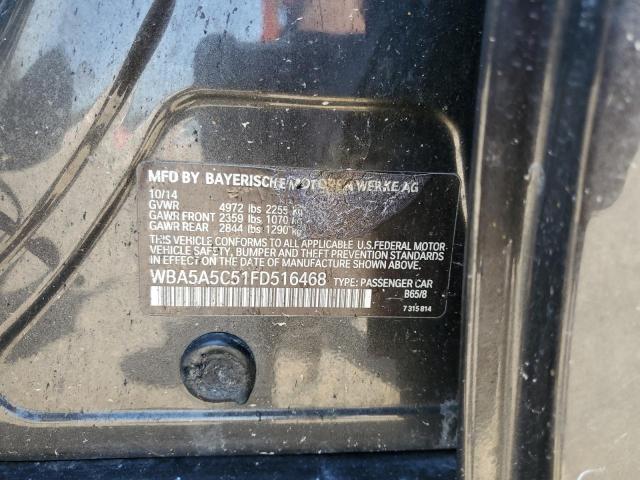 MFD BY BAYERISCHE MOTOREN WERKE AG
10/14
GVWR 4972 lbs 2255 kg
GAWR FRONT 2359 lbs 1070 kg
GAWR REAR 2844 lbs 1290 kg
THIS VEHICLE CONFORMS TO ALL APPLICABLE U.S.FEDERAL MOTOR
VEHICLE SAFETY, BUMPER AND THEFT PREVENTION STANDARDS
IN EFFECT ON THE DATE OF MANUFACTURE SHOWN ABOVE.
WBA5A5C51FD516468 TYPE: PASSENGER CAR
B65/8
7 315 814